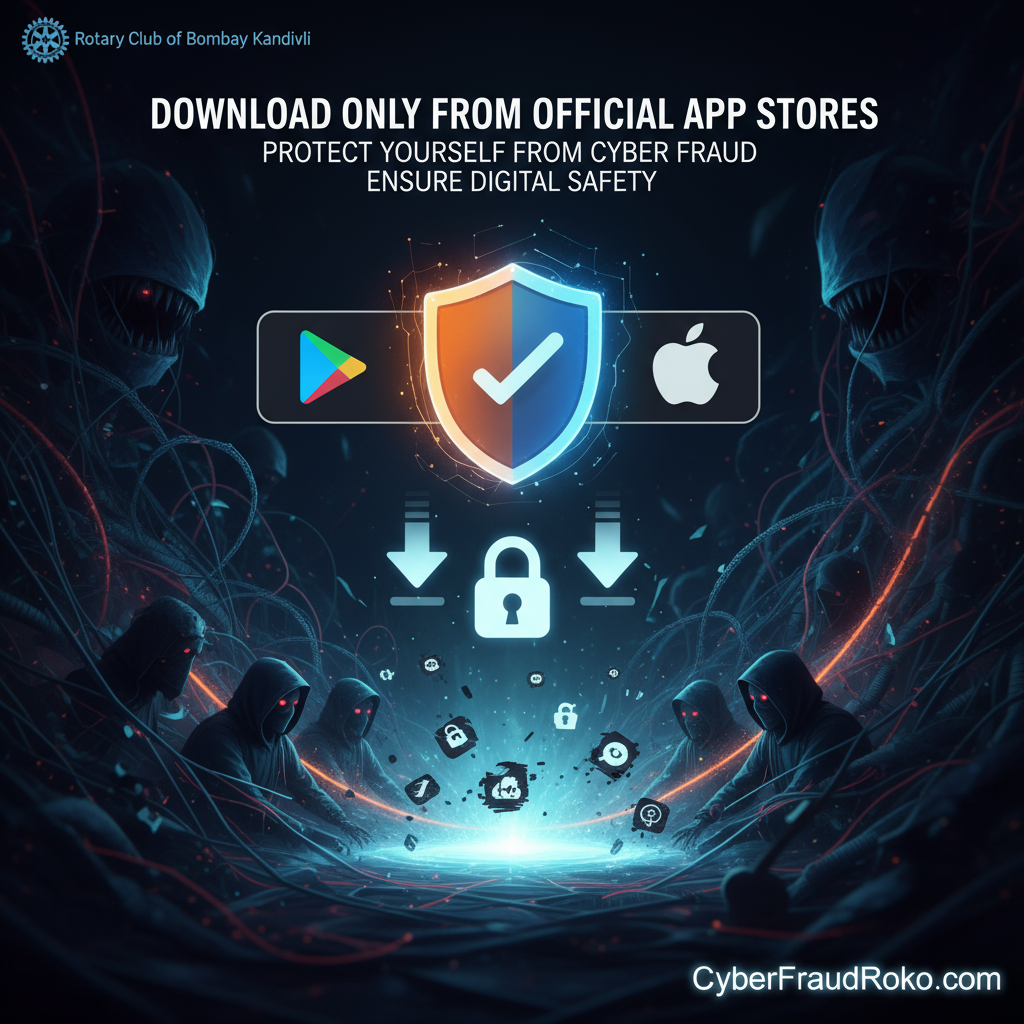 Rotary Club of Bombay Kandivli
DOWNLOAD ONLY FROM OFFICIAL APP STORES
PROTECT YOURSELF FROM CYBER FRAUD
ENSURE DIGITAL SAFETY
CyberFraudRoko.com